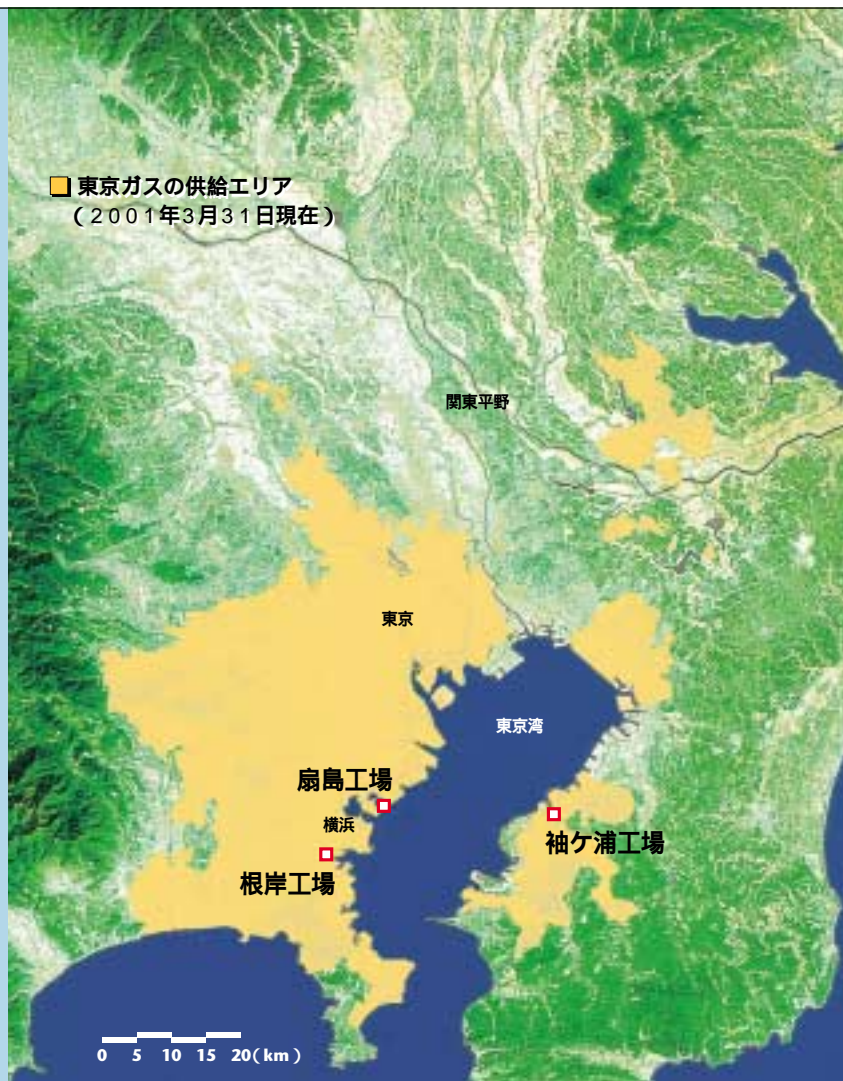 東京ガスの供給エリア
(2001年3月31日現在)
関東平野
東京
東京湾
扇島工場
横浜
袖ケ浦工場
根岸工場
0 5 10 15 20(km)